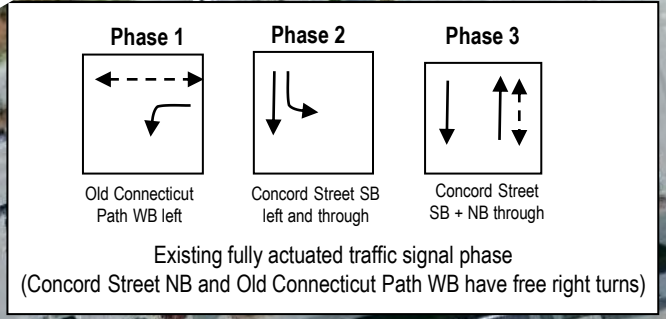 Phase 1
Phase 2
Phase 3
Old Connecticut
Path WB left
Concord Street SB
left and through
Concord Street
SB + NB through
Existing fully actuated traffic signal phase
(Concord Street NB and Old Connecticut Path WB have free right turns)